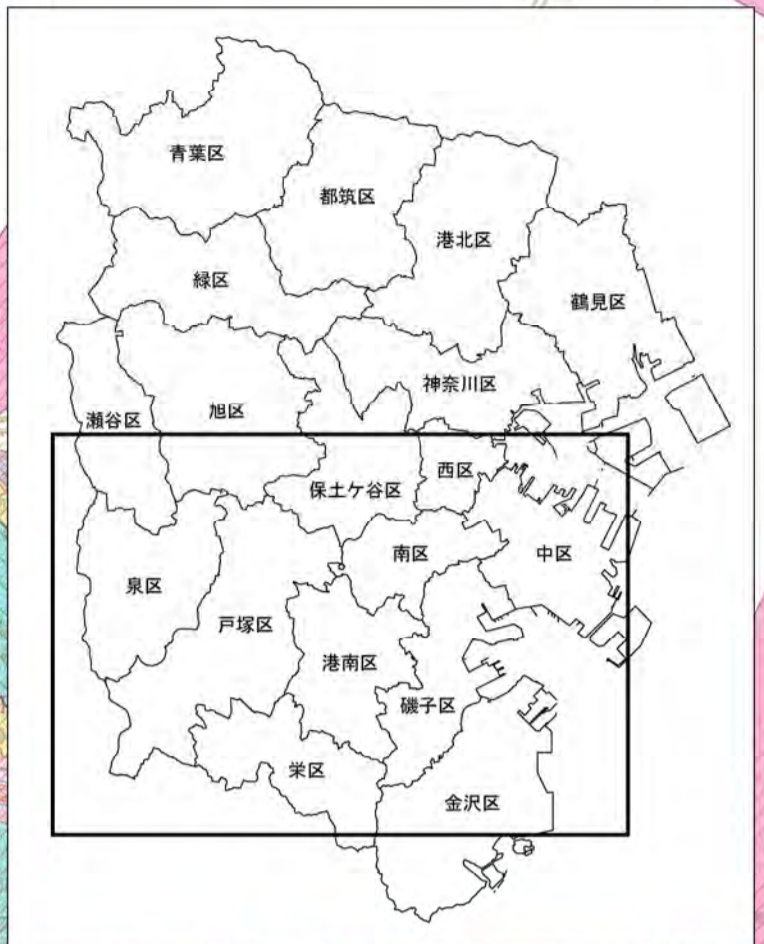 青葉区
都筑区
港北区
緑区
鶴見区
神奈川区
瀬谷区
旭区
西区
保土ケ谷区
南区
中区
泉区
戸塚区
港南区
磯子区
栄区
金沢区